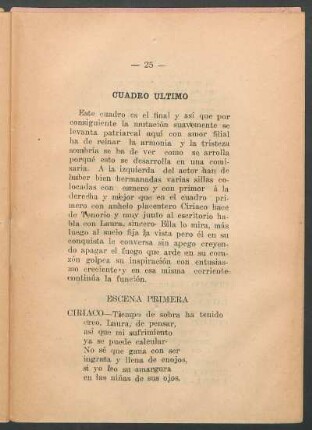 — 25 —
CUADRO ULTIMO
Este cuadro es el final y así que por
consiguiente la mutación suavemente se
levanta patriarcal aquí con amor filial
ha de reinar la armonía y la tristeza
sombría se ha de ver como se arrolla
porqué esto se desarrolla en una comi-
saría. A la izquierda del actor han de
haber bien hermanadas varias sillas co-
locadas con esmero y con primor á la
derecha y mejor que en el cuadro pri-
mero con anhelo placentero Ciriaco hace
de Tenorio y muy junto al escritorio ha-
bla con Laura, sincero. Ella lo mira, más
luego al suelo fija la vista pero él en su
conquista le conversa sin apego creyen-
do apagar el fuego que arde en su cora-
zón golpea su inspiración con entusias-
mo creciente y en esa misma corriente
continúa la función.
ESCENA PRIMERA
CIRIACO—Tiempo de sobra ha tenido
creo, Laura, de pensar,
así que mi sufrimiento
ya se puede calcular
No sé que gana con ser
ingrata y llena de enojos,
si yo leo su amargura
en las niñas de sus ojos.